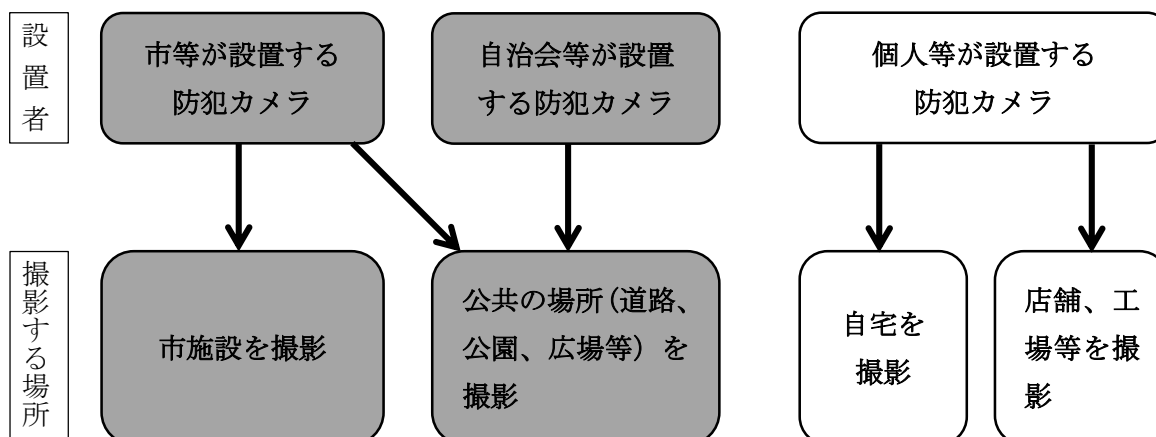 設置者
市等が設置する
防犯カメラ
自治会等が設置
する防犯カメラ
個人等が設置する
防犯カメラ
撮影する場所
市施設を撮影
公共の場所(道路、
公園、広場等)を
撮影
自宅を
撮影
店舗、工
場等を撮
影